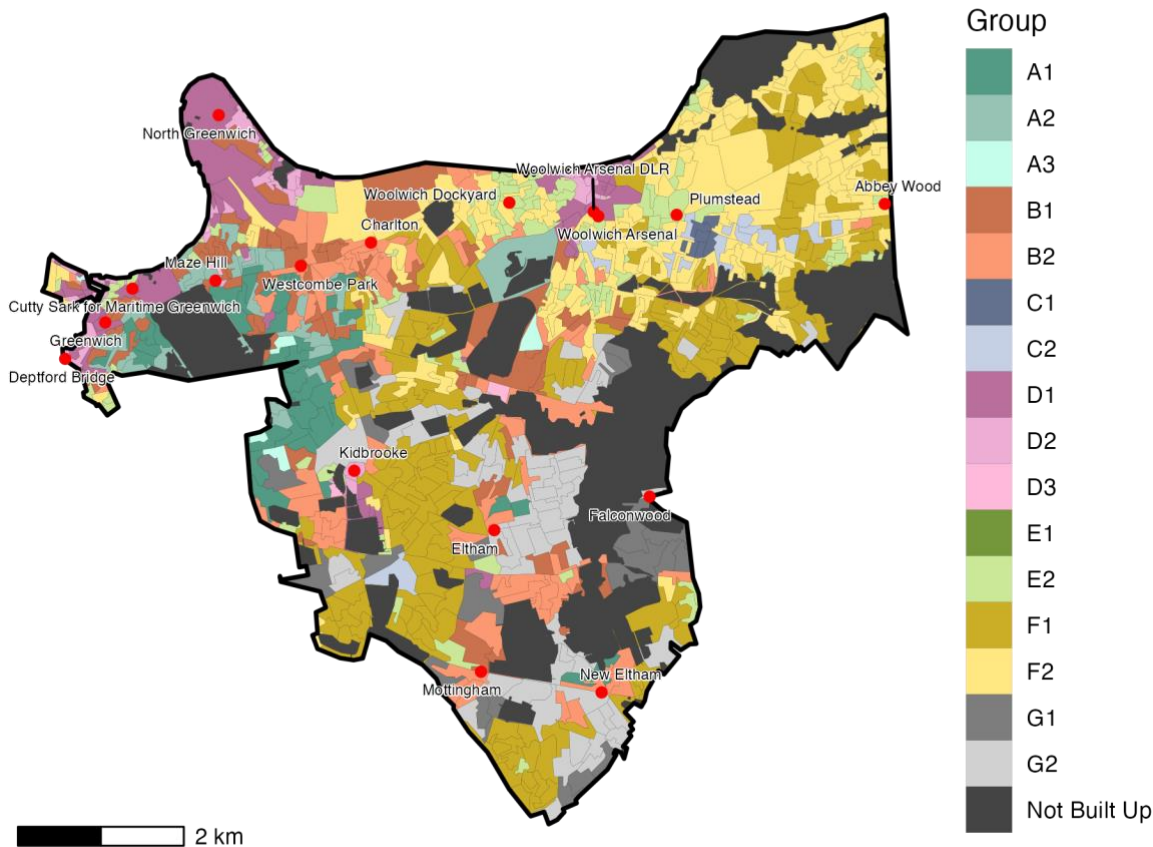 Group
A1
A2
A3
B1
B2
C1
C2
D1
D2
D3
E1
E2
F1
F2
G1
G2
Not Built Up
North Greenwich
Woolwich Arsenal DLR
Woolwich Dockyard
Plumstead
Abbey Wood
Charlton
Woolwich Arsenal
Maze Hill
Westcombe Park
Cutty Sark for Maritime Greenwich
Greenwich
Deptford Bridge
Kidbrooke
Falconwood
Eltham
New Eltham
Mottingham
2 km